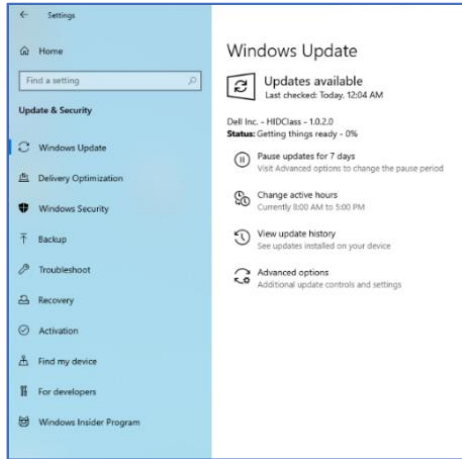 Settings
Home
Find a setting
Update & Security
Windows Update
Delivery Optimization
Windows Security
Backup
Troubleshoot
Recovery
Activation
Find my device
For developers
Windows Insider Program
Windows Update
Updates available
Last checked: Today, 12:04 AM
Dell Inc. - HIDClass - 1.0.2.0
Status: Getting things ready - 0%
Pause updates for 7 days
Visit Advanced options to change the pause period
Change active hours
Currently 8:00 AM to 5:00 PM
View update history
See updates installed on your device
Advanced options
Additional update controls and settings